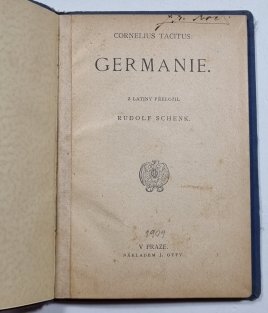 CORNELIUS TACITUS:
GERMANIE.
Z LATINY PŘELOŽIL
RUDOLF SCHENK.
1909
V PRAZE.
NÁKLADEM J. OTTY.